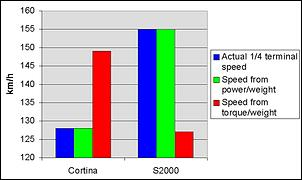 160
155
150
145
140
135
130
125
120
km/h
Cortina
S2000
Actual 1/4 terminal
speed
Speed from
power/weight
Speed from
torque/weight